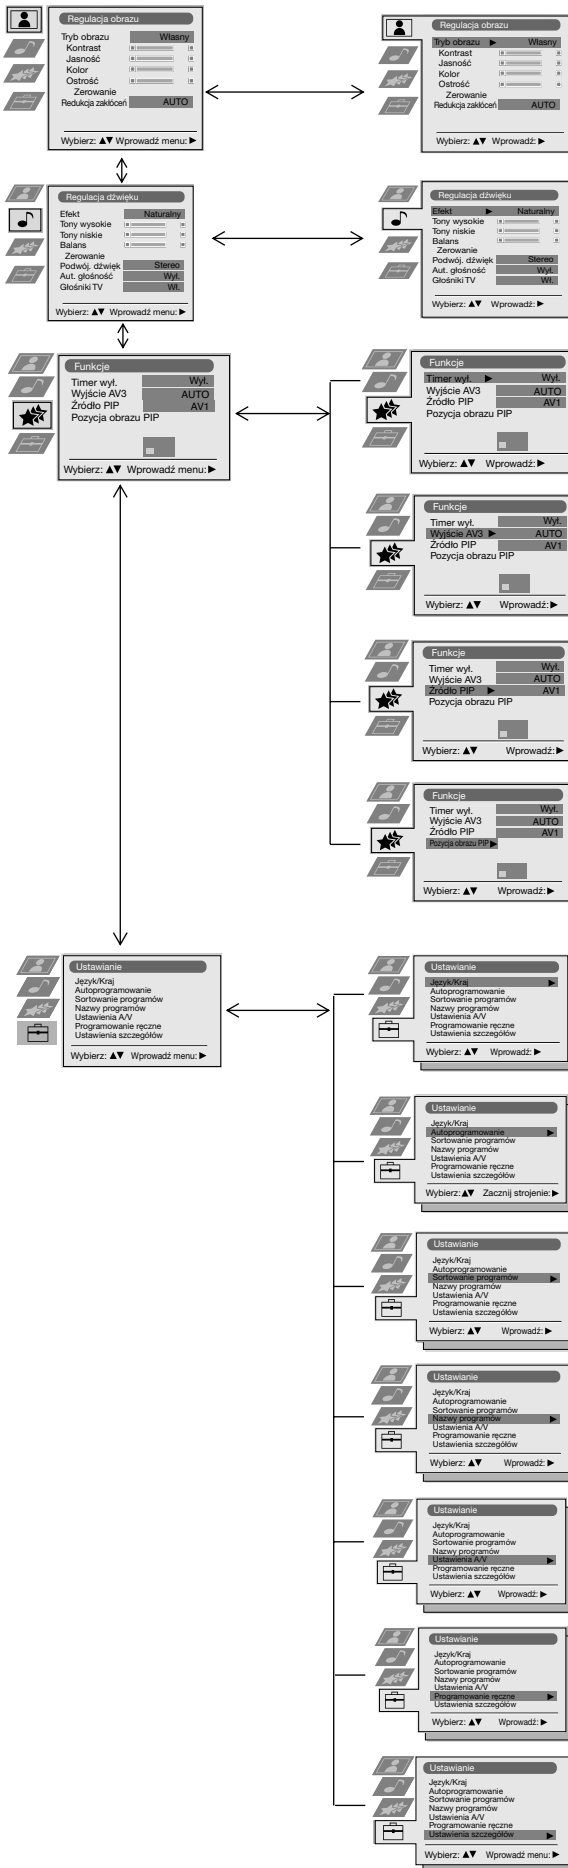 Regulacja obrazu
Tryb obrazu Własny
Kontrast
Jasność
Kolor
Ostrość
Zerowanie
Redukcja zakłóceń AUTO
Wybierz: ▲▼ Wprowadź menu: ▶
Regulacja obrazu
Tryb obrazu ▶ Własny
Kontrast
Jasność
Kolor
Ostrość
Zerowanie
Redukcja zakłóceń AUTO
Wybierz: ▲▼ Wprowadź: ▶
Regulacja dźwięku
Efekt Naturalny
Tony wysokie
Tony niskie
Balans
Zerowanie
Podwój. dźwięk Stereo
Aut. głośność Wył.
Głośniki TV Wł.
Wybierz: ▲▼ Wprowadź menu: ▶
Regulacja dźwięku
Efekt ▶ Naturalny
Tony wysokie
Tony niskie
Balans
Zerowanie
Podwój. dźwięk Stereo
Aut. głośność Wył.
Głośniki TV Wł.
Wybierz: ▲▼ Wprowadź: ▶
Funkcje
Timer wył. Wył.
Wyjście AV3 AUTO
Źródło PIP AV1
Pozycja obrazu PIP
Wybierz: ▲▼ Wprowadź menu: ▶
Funkcje
Timer wył. ▶ Wył.
Wyjście AV3 AUTO
Źródło PIP AV1
Pozycja obrazu PIP
Wybierz: ▲▼ Wprowadź: ▶
Funkcje
Timer wył. Wył.
Wyjście AV3 ▶ AUTO
Źródło PIP AV1
Pozycja obrazu PIP
Wybierz: ▲▼ Wprowadź: ▶
Funkcje
Timer wył. Wył.
Wyjście AV3 AUTO
Źródło PIP ▶ AV1
Pozycja obrazu PIP
Wybierz: ▲▼ Wprowadź: ▶
Funkcje
Timer wył. Wył.
Wyjście AV3 AUTO
Źródło PIP AV1
Pozycja obrazu PIP ▶
Wybierz: ▲▼ Wprowadź: ▶
Ustawianie
Język/Kraj
Autoprogramowanie
Sortowanie programów
Nazwy programów
Ustawienia A/V
Programowanie ręczne
Ustawienia szczegółów
Wybierz: ▲▼ Wprowadź menu: ▶
Ustawianie
Język/Kraj ▶
Autoprogramowanie
Sortowanie programów
Nazwy programów
Ustawienia A/V
Programowanie ręczne
Ustawienia szczegółów
Wybierz: ▲▼ Wprowadź: ▶
Ustawianie
Język/Kraj
Autoprogramowanie ▶
Sortowanie programów
Nazwy programów
Ustawienia A/V
Programowanie ręczne
Ustawienia szczegółów
Wybierz: ▲▼ Zacznij strojenie: ▶
Ustawianie
Język/Kraj
Autoprogramowanie
Sortowanie programów ▶
Nazwy programów
Ustawienia A/V
Programowanie ręczne
Ustawienia szczegółów
Wybierz: ▲▼ Wprowadź: ▶
Ustawianie
Język/Kraj
Autoprogramowanie
Sortowanie programów
Nazwy programów ▶
Ustawienia A/V
Programowanie ręczne
Ustawienia szczegółów
Wybierz: ▲▼ Wprowadź: ▶
Ustawianie
Język/Kraj
Autoprogramowanie
Sortowanie programów
Nazwy programów
Ustawienia A/V ▶
Programowanie ręczne
Ustawienia szczegółów
Wybierz: ▲▼ Wprowadź: ▶
Ustawianie
Język/Kraj
Autoprogramowanie
Sortowanie programów
Nazwy programów
Ustawienia A/V
Programowanie ręczne ▶
Ustawienia szczegółów
Wybierz: ▲▼ Wprowadź: ▶
Ustawianie
Język/Kraj
Autoprogramowanie
Sortowanie programów
Nazwy programów
Ustawienia A/V
Programowanie ręczne
Ustawienia szczegółów ▶
Wybierz: ▲▼ Wprowadź menu: ▶